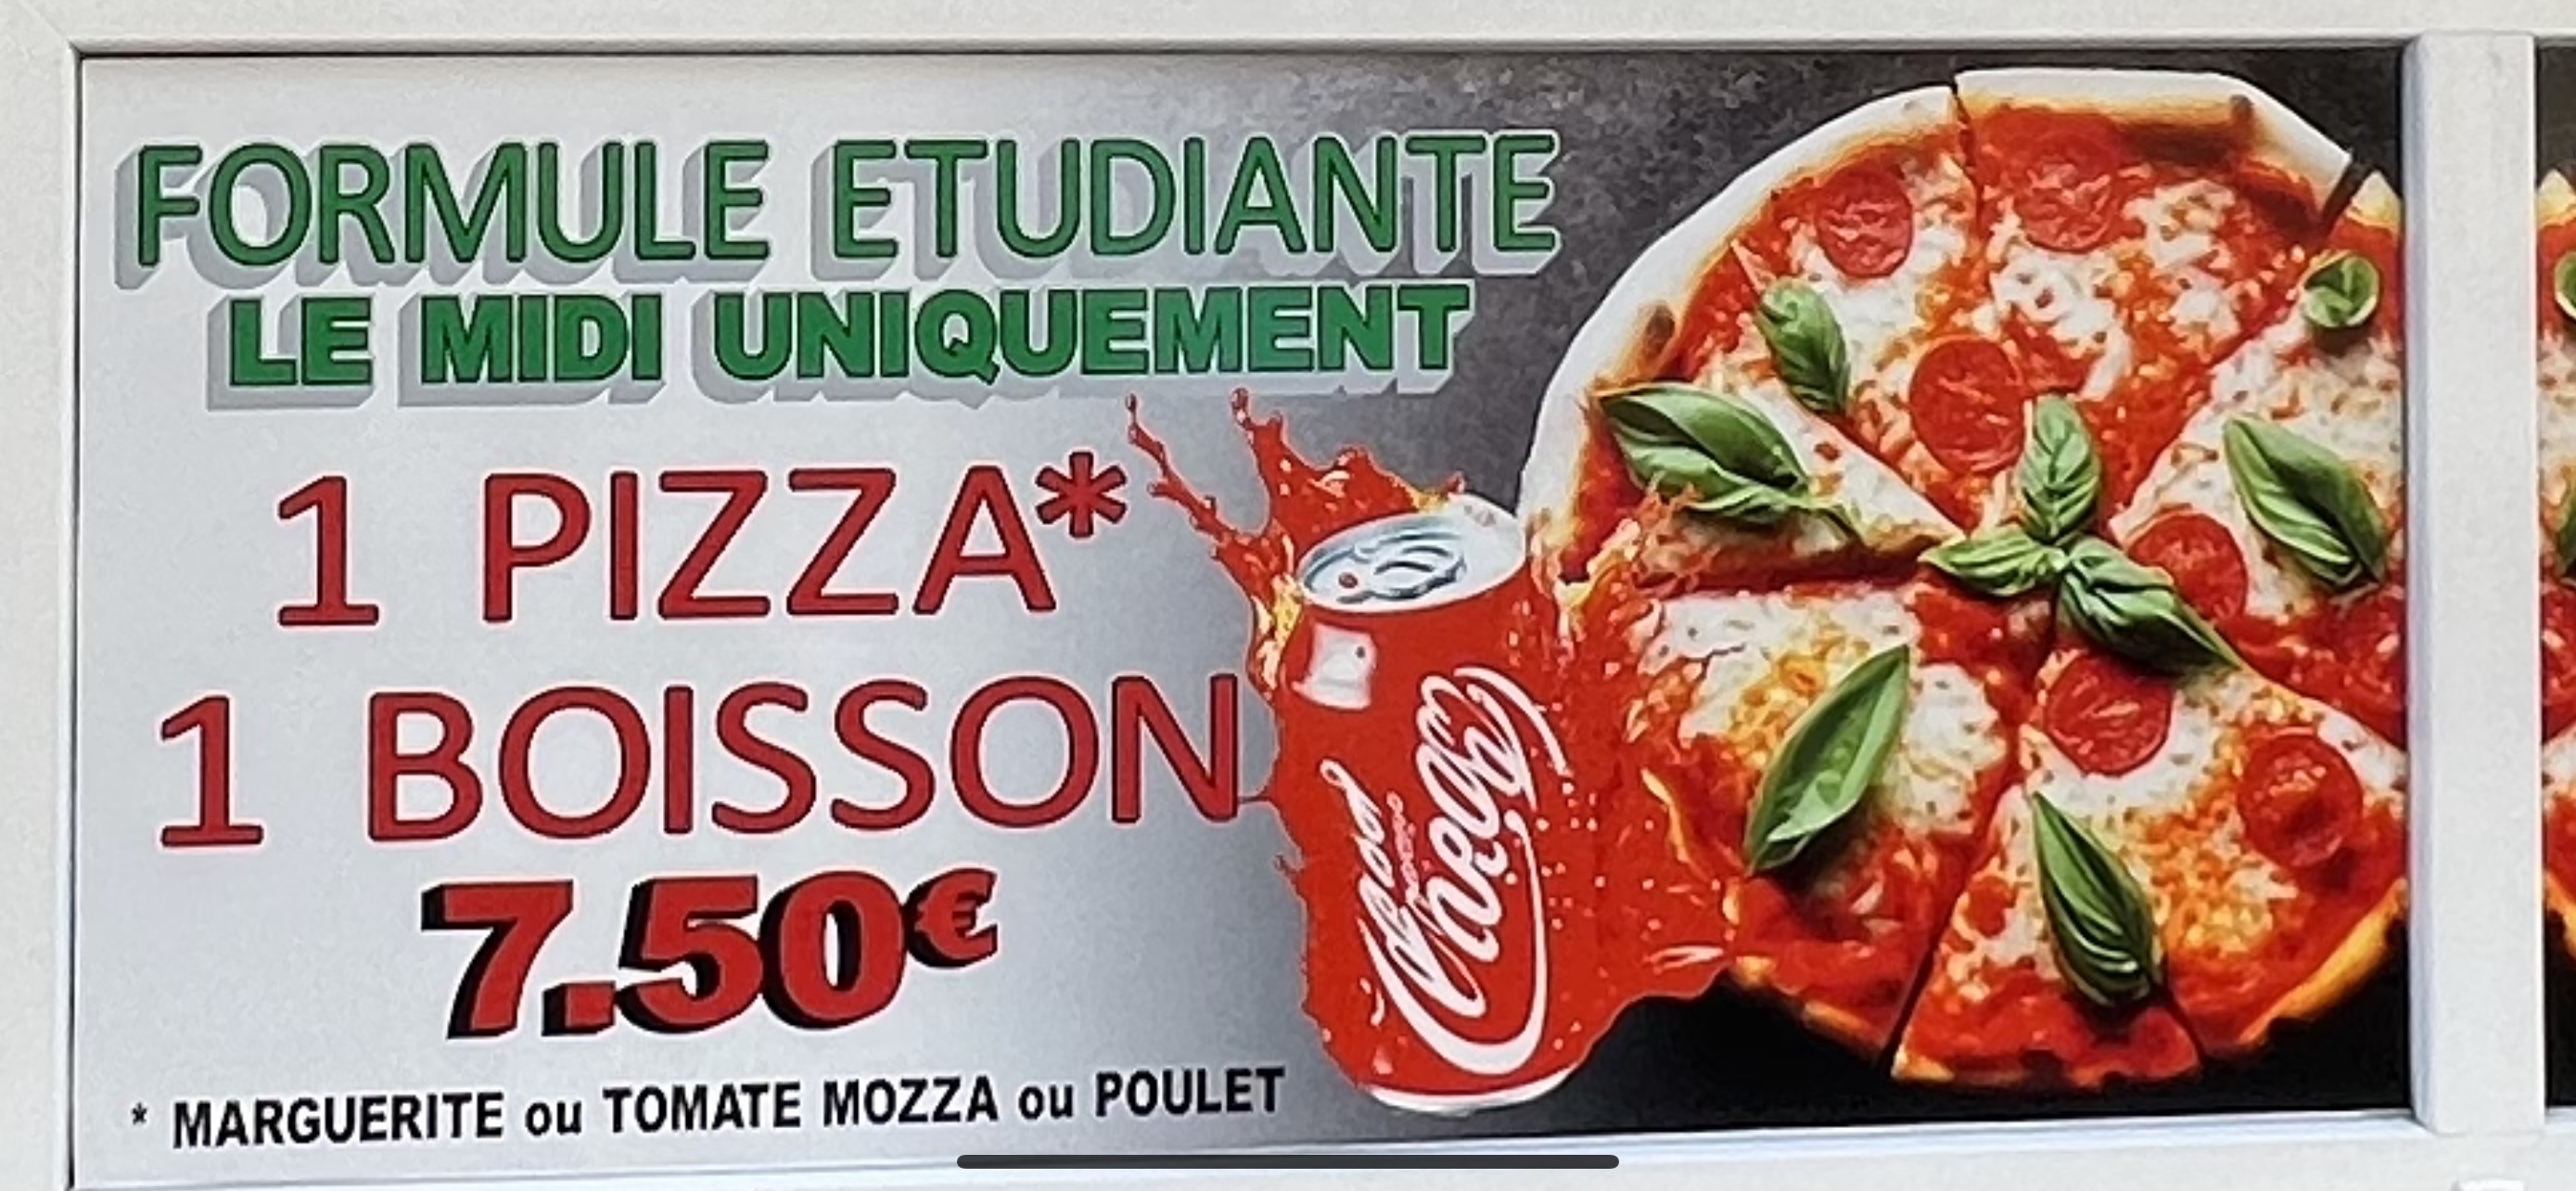 FORMULE ETUDIANTE
LE MIDI UNIQUEMENT
1 PIZZA*
1 BOISSON
7.50€
* MARGUERITE ou TOMATE MOZZA ou POULET